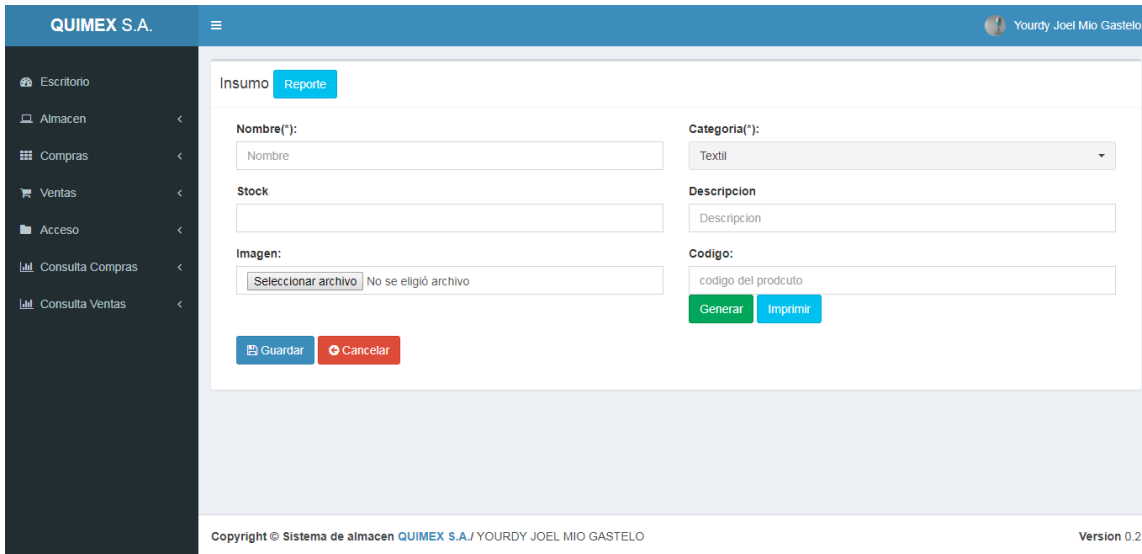 QUIMEX S.A.
Yourdy Joel Mio Gastelo
Escritorio
Almacen
Compras
Ventas
Acceso
Consulta Compras
Consulta Ventas
Insumo Reporte
Nombre(*):
Nombre
Categoria(*):
Textil
Stock
Descripcion
Descripcion
Imagen:
Seleccionar archivo No se eligió archivo
Codigo:
codigo del prodcuto
Generar Imprimir
Guardar Cancelar
Copyright © Sistema de almacen QUIMEX S.A./ YOURDY JOEL MIO GASTELO
Version 0.2